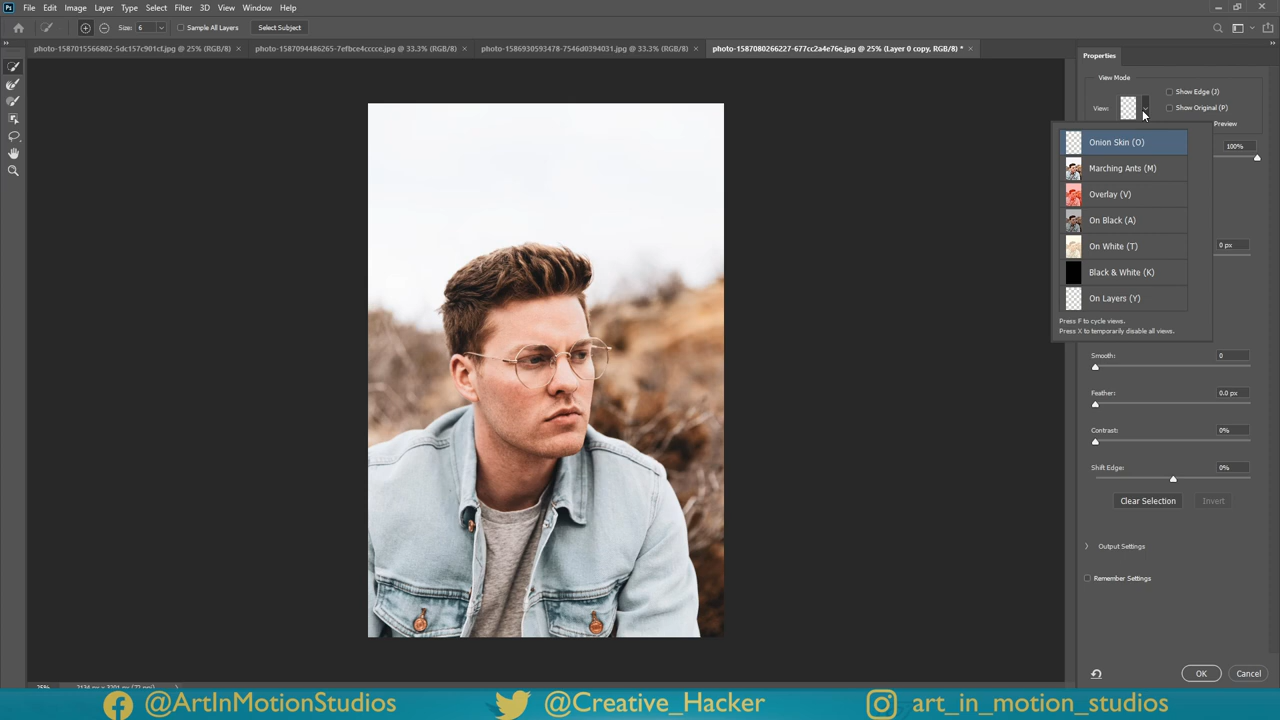 Ps File Edit Image Layer Type Select Filter 3D View Window Help
Size: 6 Sample All Layers Select Subject
photo-1587015566802-5dc157c901cf.jpg @ 25% (RGB/8) × photo-1587094486265-7efbce4cccce.jpg @ 33.3% (RGB/8) × photo-1586930593478-7546d0394031.jpg @ 33.3% (RGB/8) × photo-1587080266227-677cc2a4e76e.jpg @ 25% (Layer 0 copy, RGB/8) * ×
Properties
View Mode
View:
Show Edge (J)
Show Original (P)
Preview
100%
Onion Skin (O)
Marching Ants (M)
Overlay (V)
On Black (A)
On White (T)
Black & White (K)
On Layers (Y)
Press F to cycle views.
Press X to temporarily disable all views.
0 px
Smooth: 0
Feather: 0.0 px
Contrast: 0%
Shift Edge: 0%
Clear Selection Invert
Output Settings
Remember Settings
OK Cancel
@ArtInMotionStudios @Creative_Hacker art_in_motion_studios